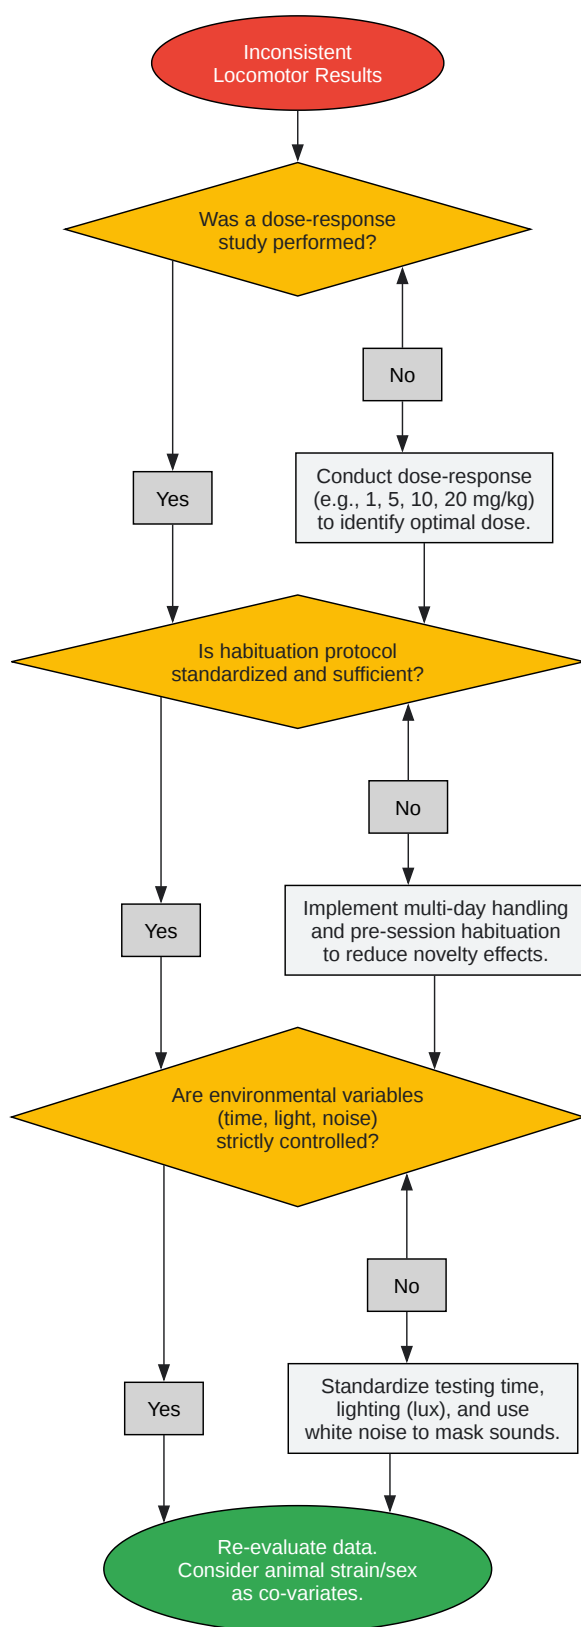 Inconsistent
Locomotor Results
Was a dose-response
study performed?
No
Conduct dose-response
(e.g., 1, 5, 10, 20 mg/kg)
to identify optimal dose.
Yes
Is habituation protocol
standardized and sufficient?
No
Implement multi-day handling
and pre-session habituation
to reduce novelty effects.
Yes
Are environmental variables
(time, light, noise)
strictly controlled?
No
Standardize testing time,
lighting (lux), and use
white noise to mask sounds.
Yes
Re-evaluate data.
Consider animal strain/sex
as co-variates.